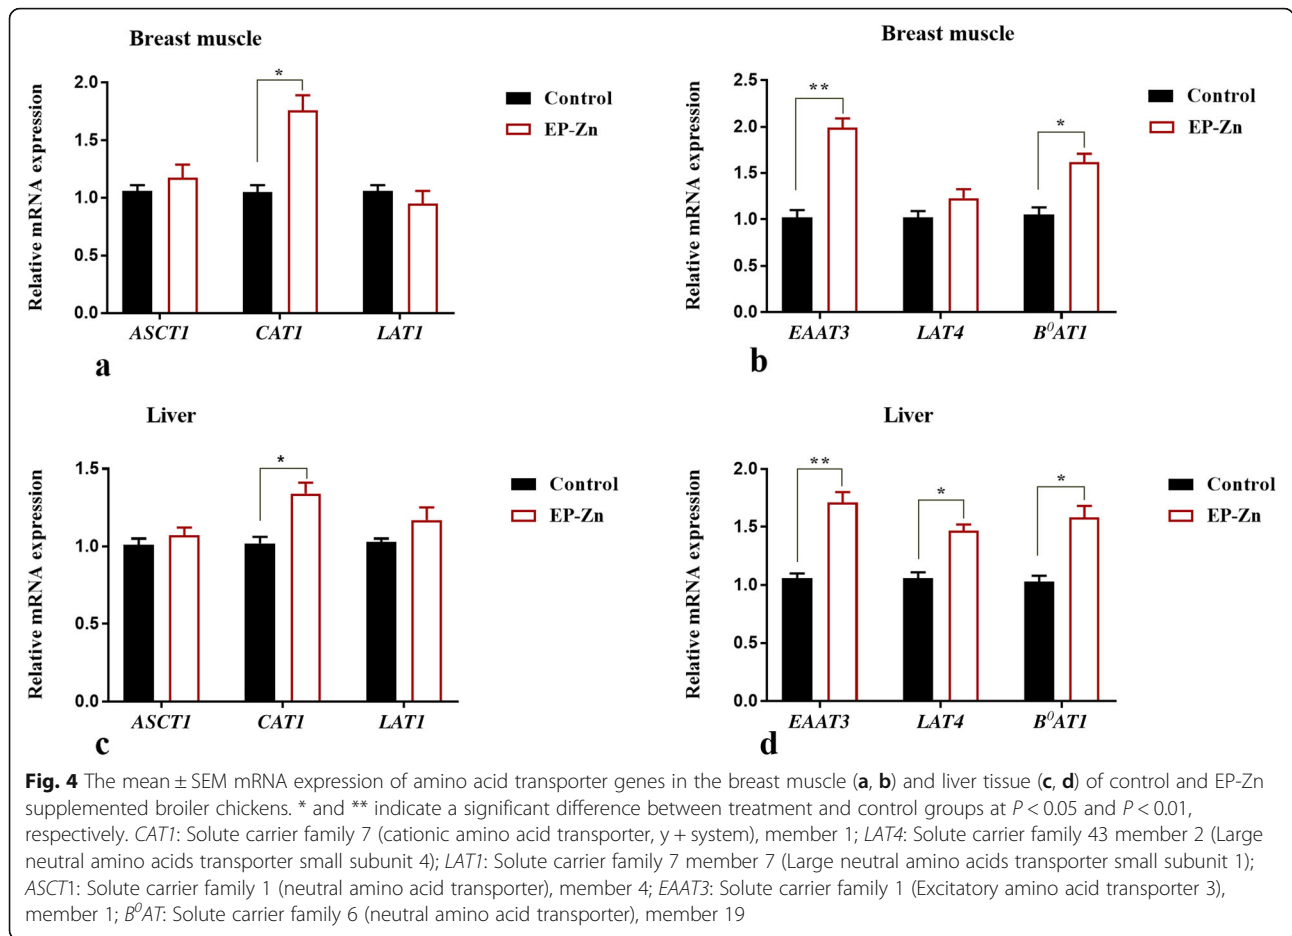 Breast muscle
Relative mRNA expression
2.0
1.5
1.0
0.5
0.0
*
Control
EP-Zn
ASCT1 CAT1 LAT1
a
Breast muscle
Relative mRNA expression
2.5
2.0
1.5
1.0
0.5
0.0
** *
Control
EP-Zn
EAAT3 LAT4 B⁰AT1
b
Liver
Relative mRNA expression
1.5
1.0
0.5
0.0
*
Control
EP-Zn
ASCT1 CAT1 LAT1
c
Liver
Relative mRNA expression
2.0
1.5
1.0
0.5
0.0
** * *
Control
EP-Zn
EAAT3 LAT4 B⁰AT1
d
Fig. 4 The mean ± SEM mRNA expression of amino acid transporter genes in the breast muscle (a, b) and liver tissue (c, d) of control and EP-Zn
supplemented broiler chickens. * and ** indicate a significant difference between treatment and control groups at P < 0.05 and P < 0.01,
respectively. CAT1: Solute carrier family 7 (cationic amino acid transporter, y + system), member 1; LAT4: Solute carrier family 43 member 2 (Large
neutral amino acids transporter small subunit 4); LAT1: Solute carrier family 7 member 7 (Large neutral amino acids transporter small subunit 1);
ASCT1: Solute carrier family 1 (neutral amino acid transporter), member 4; EAAT3: Solute carrier family 1 (Excitatory amino acid transporter 3),
member 1; B⁰AT: Solute carrier family 6 (neutral amino acid transporter), member 19